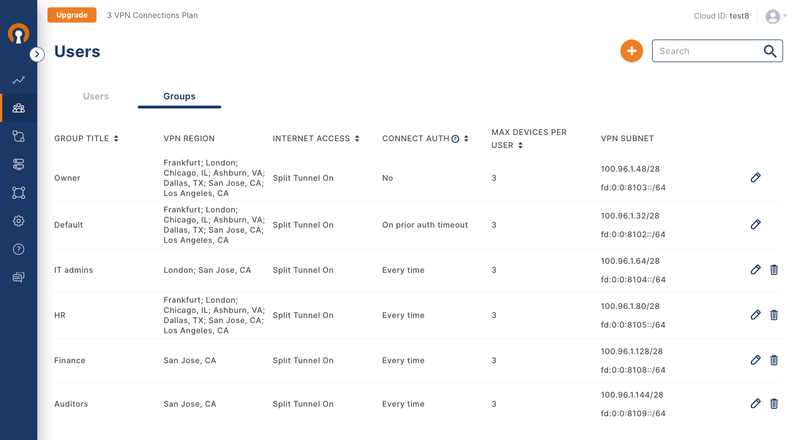 Upgrade 3 VPN Connections Plan Cloud ID: test8
Users
Search
Users Groups
GROUP TITLE VPN REGION INTERNET ACCESS CONNECT AUTH MAX DEVICES PER USER VPN SUBNET
Owner
Frankfurt; London;
Chicago, IL; Ashburn, VA;
Dallas, TX; San Jose, CA;
Los Angeles, CA
Split Tunnel On
No
3
100.96.1.48/28
fd:0:0:8103::/64
Default
Frankfurt; London;
Chicago, IL; Ashburn, VA;
Dallas, TX; San Jose, CA;
Los Angeles, CA
Split Tunnel On
On prior auth timeout
3
100.96.1.32/28
fd:0:0:8102::/64
IT admins
London; San Jose, CA
Split Tunnel On
Every time
3
100.96.1.64/28
fd:0:0:8104::/64
HR
Frankfurt; London;
Chicago, IL; Ashburn, VA;
Dallas, TX; San Jose, CA;
Los Angeles, CA
Split Tunnel On
Every time
3
100.96.1.80/28
fd:0:0:8105::/64
Finance
San Jose, CA
Split Tunnel On
Every time
3
100.96.1.128/28
fd:0:0:8108::/64
Auditors
San Jose, CA
Split Tunnel On
Every time
3
100.96.1.144/28
fd:0:0:8109::/64